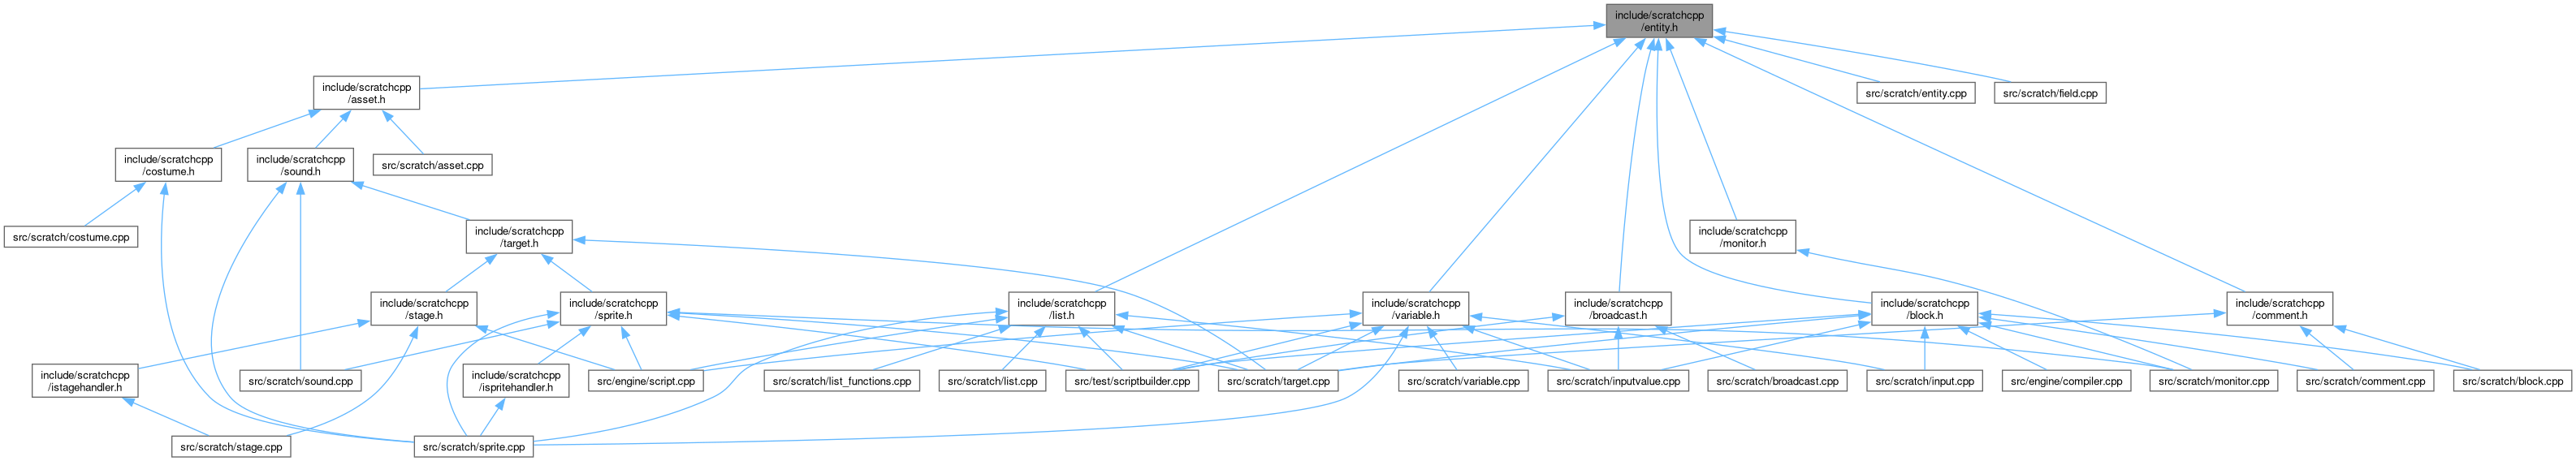 include/scratchcpp
/entity.h
include/scratchcpp
/asset.h
src/scratch/entity.cpp
src/scratch/field.cpp
include/scratchcpp
/costume.h
include/scratchcpp
/sound.h
src/scratch/asset.cpp
src/scratch/costume.cpp
include/scratchcpp
/target.h
include/scratchcpp
/monitor.h
include/scratchcpp
/stage.h
include/scratchcpp
/sprite.h
include/scratchcpp
/list.h
include/scratchcpp
/variable.h
include/scratchcpp
/broadcast.h
include/scratchcpp
/block.h
include/scratchcpp
/comment.h
include/scratchcpp
/istagehandler.h
src/scratch/sound.cpp
include/scratchcpp
/ispritehandler.h
src/engine/script.cpp
src/scratch/list_functions.cpp
src/scratch/list.cpp
src/test/scriptbuilder.cpp
src/scratch/target.cpp
src/scratch/variable.cpp
src/scratch/inputvalue.cpp
src/scratch/broadcast.cpp
src/scratch/input.cpp
src/engine/compiler.cpp
src/scratch/monitor.cpp
src/scratch/comment.cpp
src/scratch/block.cpp
src/scratch/stage.cpp
src/scratch/sprite.cpp